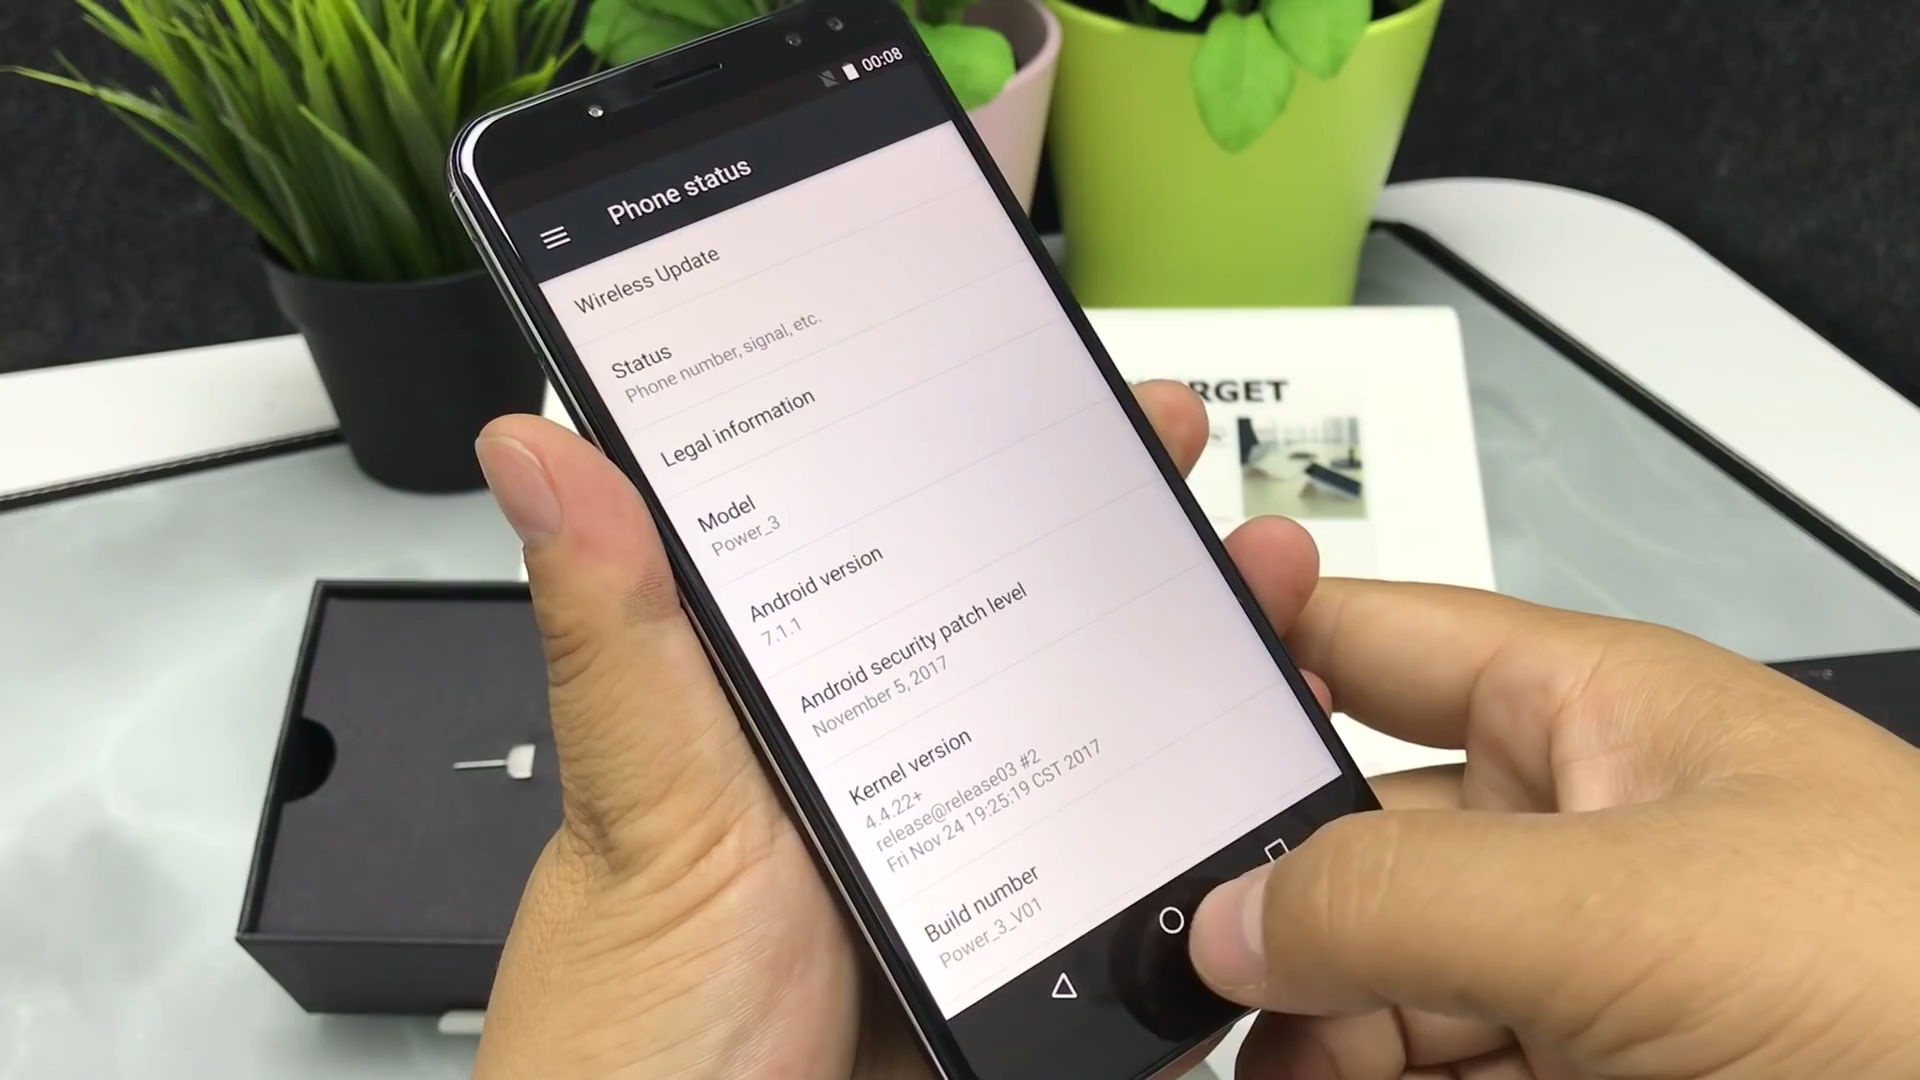 00:08
Phone status
Wireless Update
Status
Phone number, signal, etc.
Legal information
Model
Power_3
Android version
7.1.1
Android security patch level
November 5, 2017
Kernel version
4.4.22+
release@release03 #2
Fri Nov 24 19:25:19 CST 2017
Build number
Power_3_V01
RGET